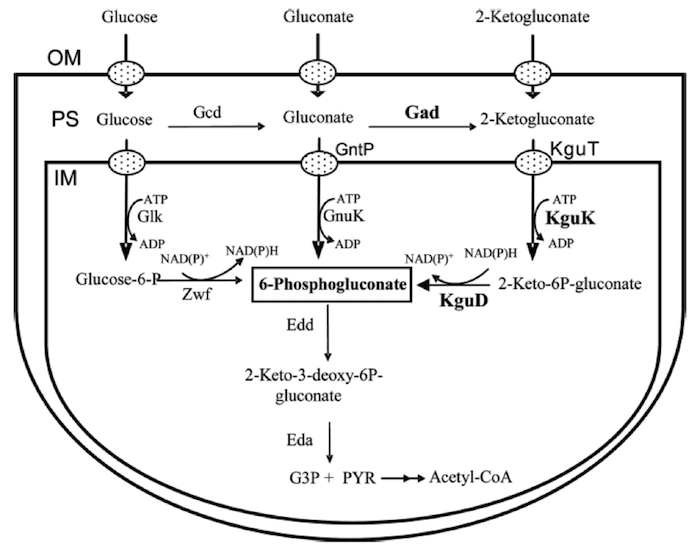 Glucose Gluconate 2-Ketogluconate
OM
PS Glucose Gcd Gluconate Gad 2-Ketogluconate
GntP KguT
IM
ATP ATP ATP
Glk GnuK KguK
ADP ADP ADP
NAD(P)+ NAD(P)H NAD(P)+ NAD(P)H
Glucose-6-P 6-Phosphogluconate 2-Keto-6P-gluconate
Zwf KguD
Edd
2-Keto-3-deoxy-6P-
gluconate
Eda
G3P + PYR Acetyl-CoA